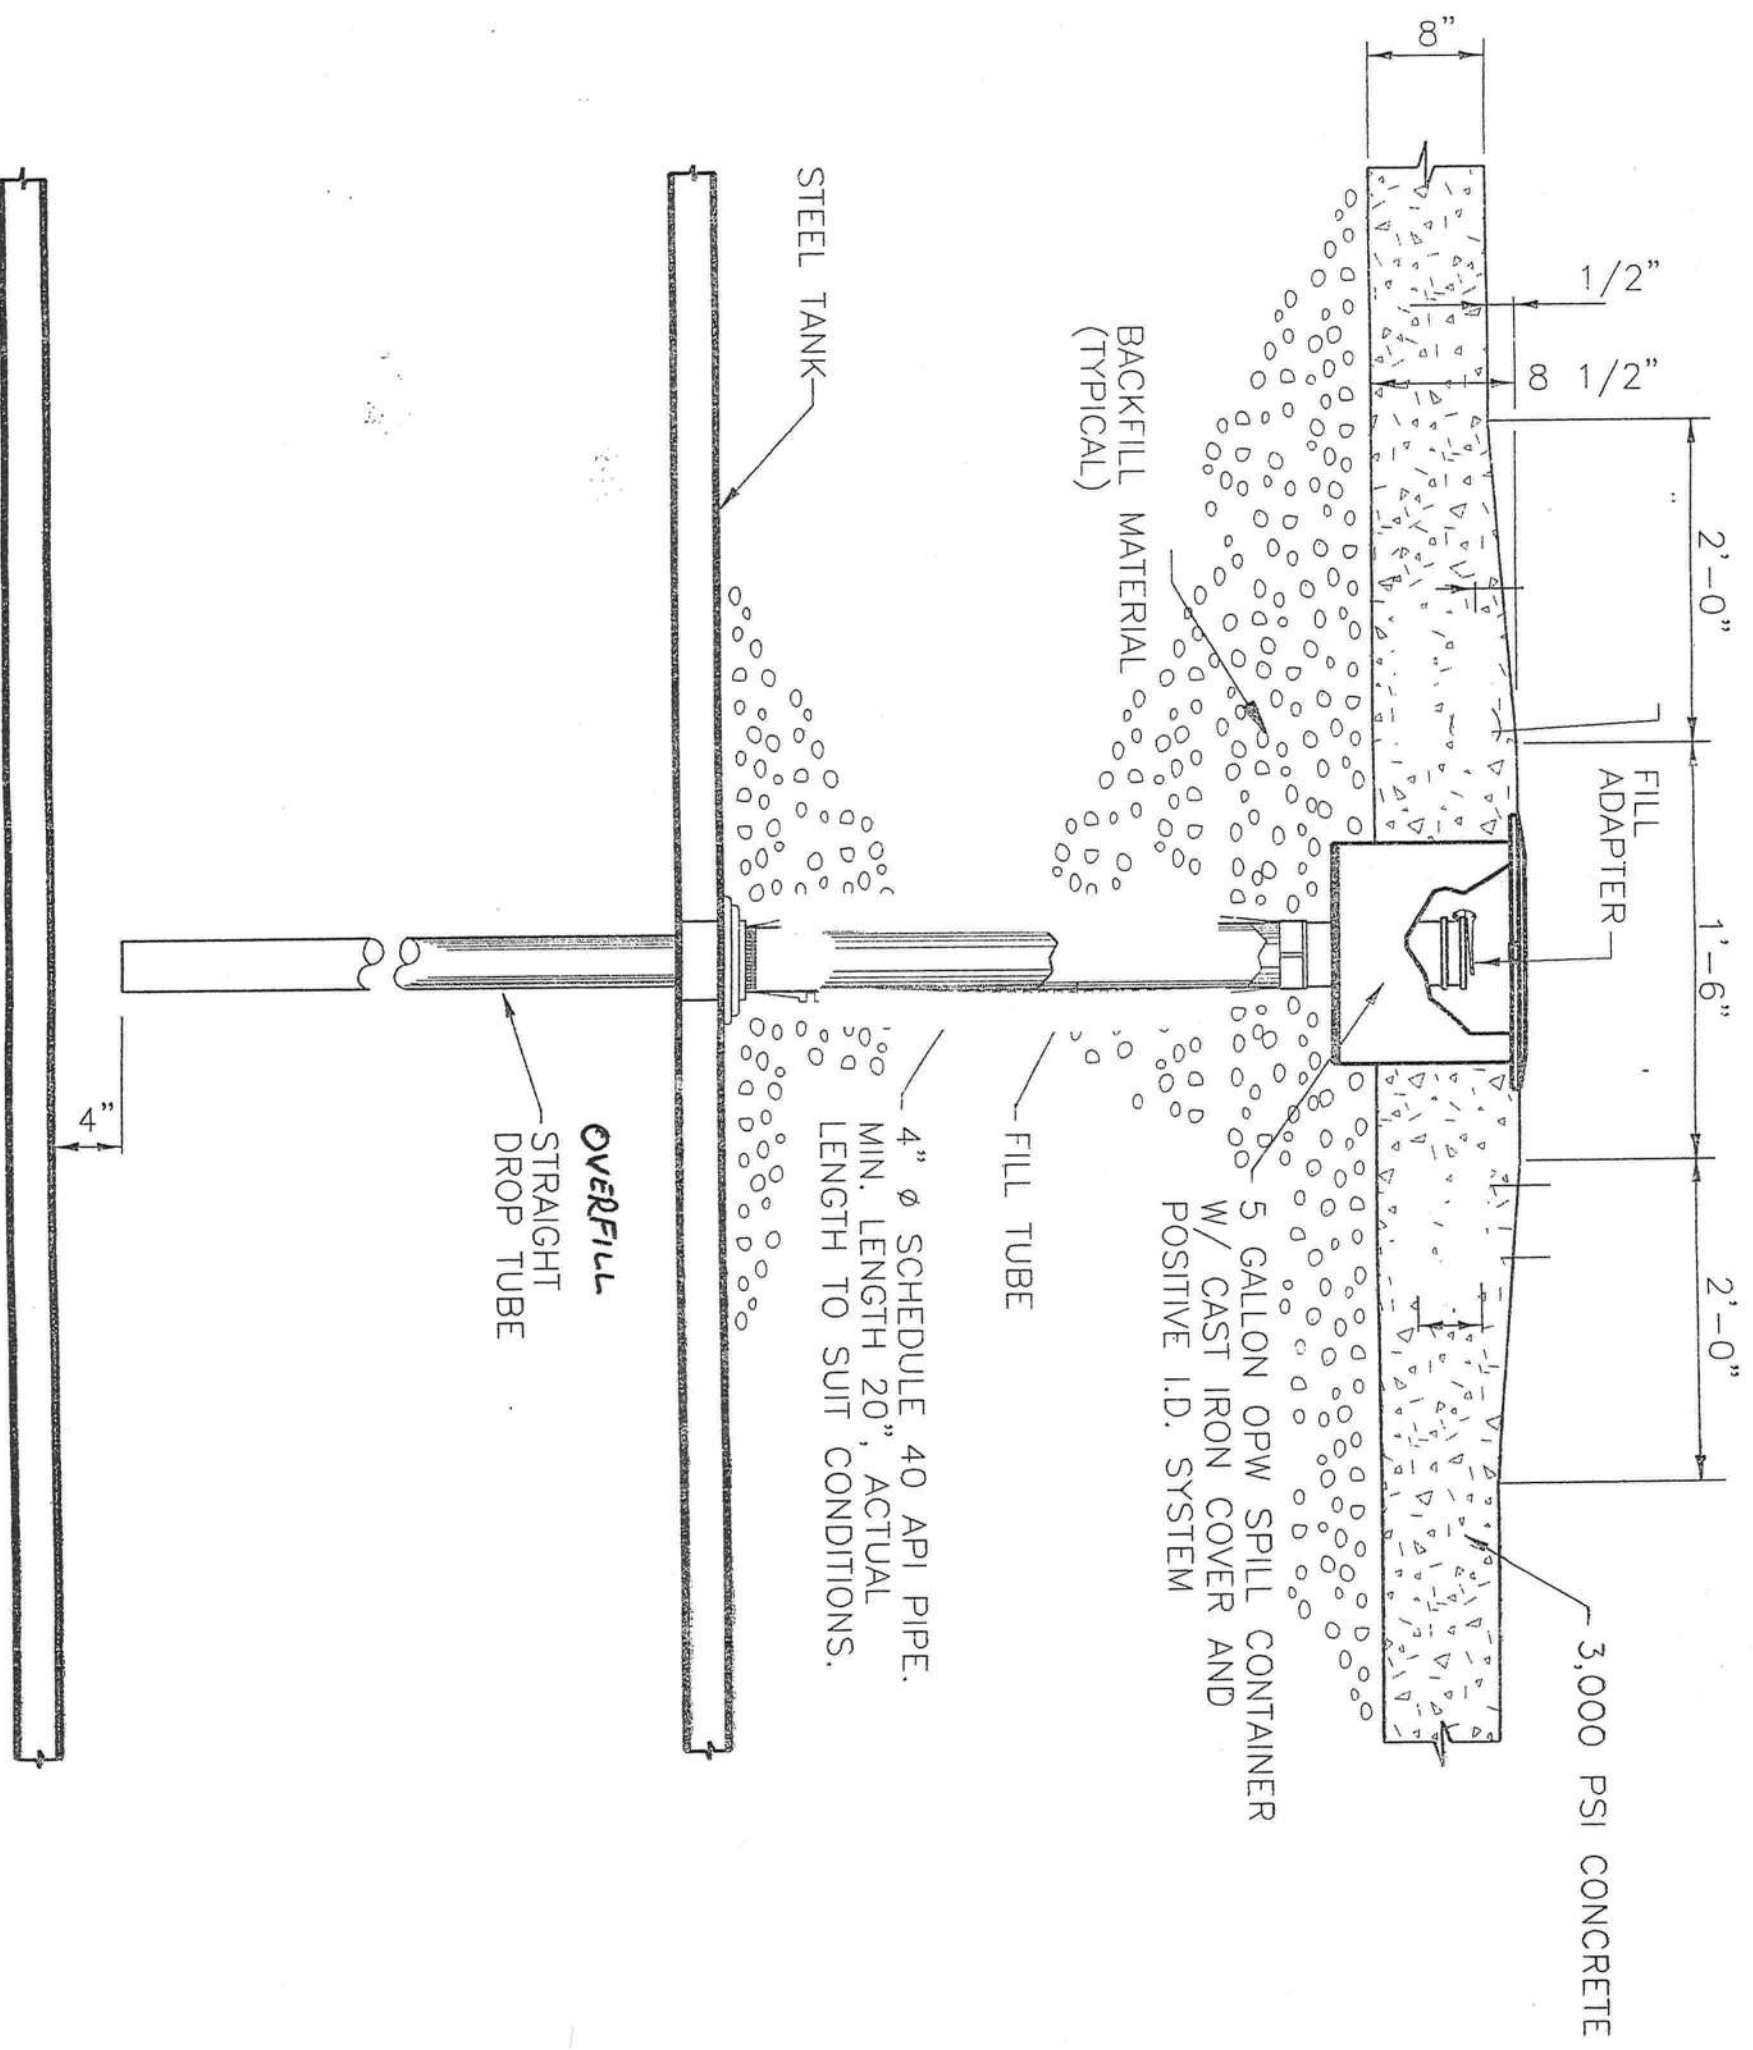 2'-0"
1'-6"
2'-0"
8"
1/2"
8 1/2"
FILL
ADAPTER
3,000 PSI CONCRETE
BACKFILL MATERIAL
(TYPICAL)
5 GALLON OPW SPILL CONTAINER
W/ CAST IRON COVER AND
POSITIVE I.D. SYSTEM
FILL TUBE
4" Ø SCHEDULE 40 API PIPE.
MIN. LENGTH 20", ACTUAL
LENGTH TO SUIT CONDITIONS.
STEEL TANK
OVERFILL
STRAIGHT
DROP TUBE
4"